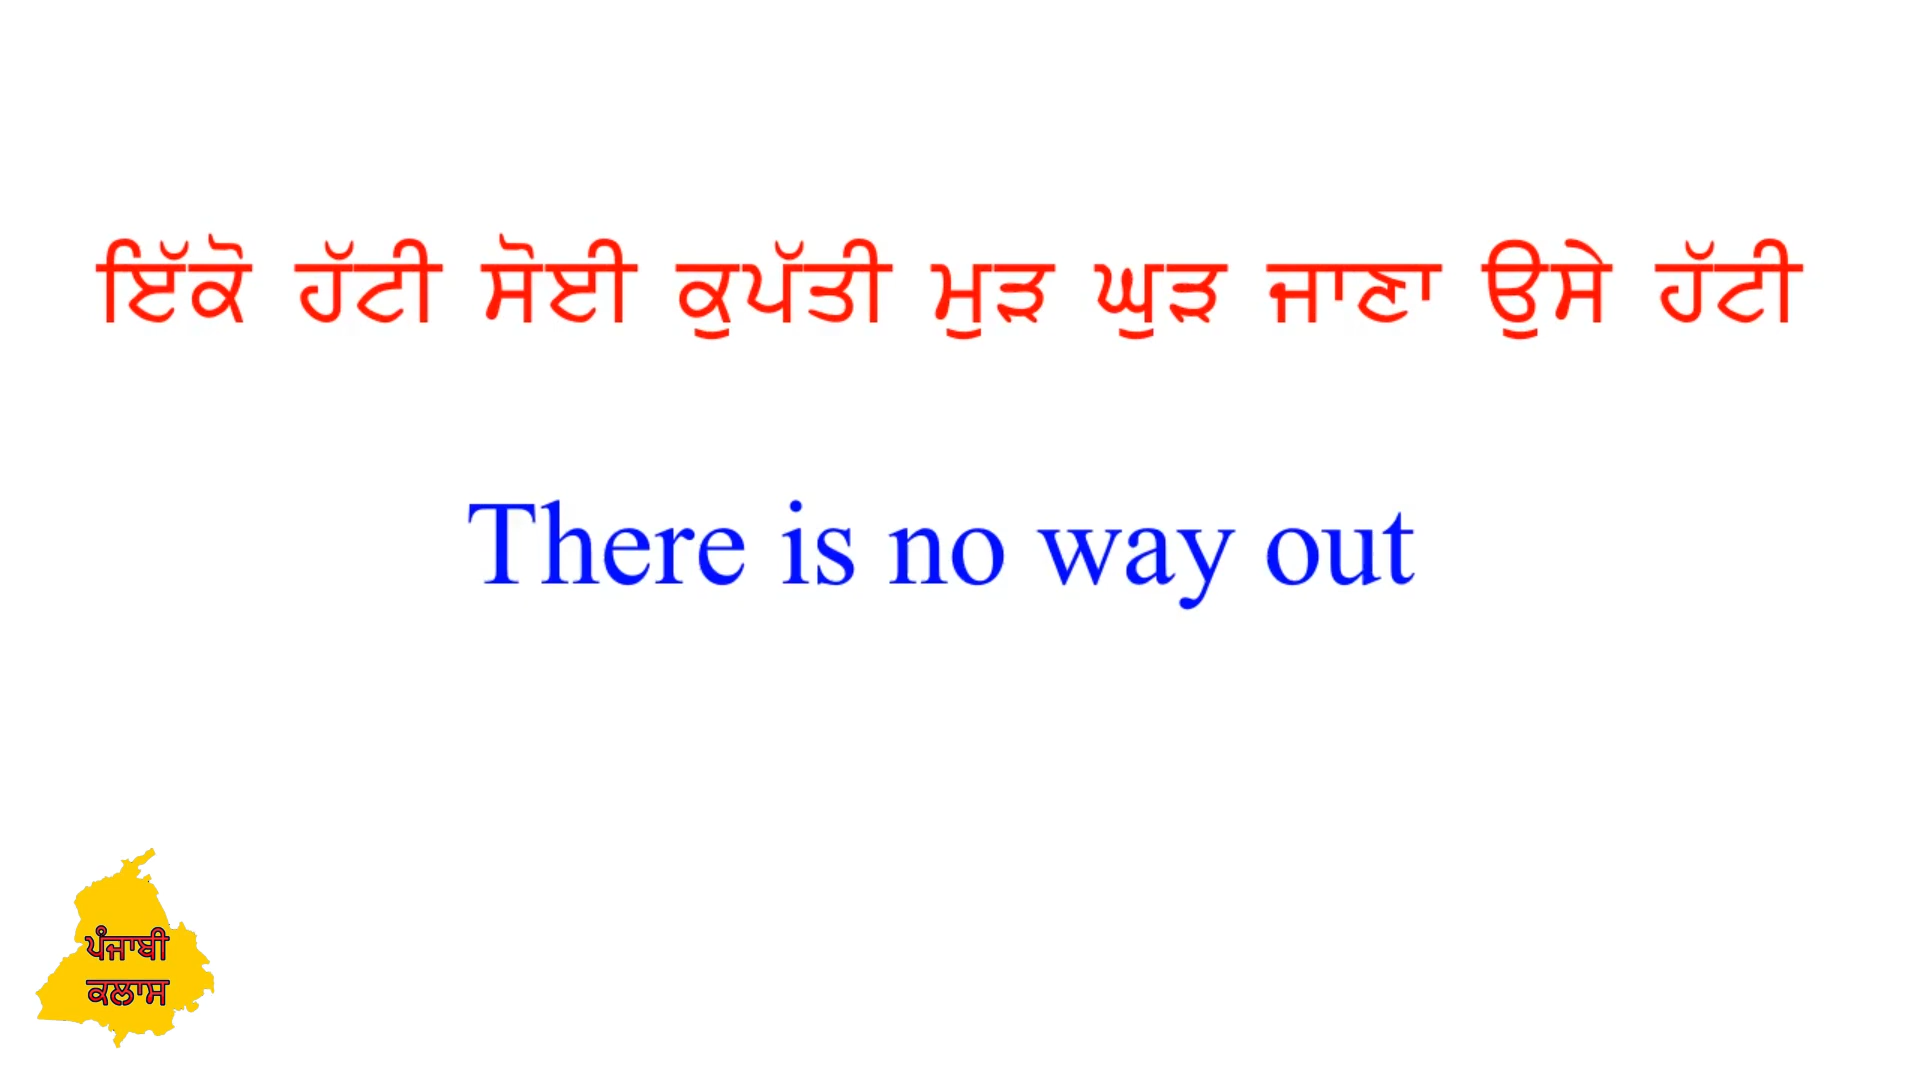 ਇੱਕੋ ਹੱਟੀ ਸੋਈ ਕੁਪੱਤੀ ਮੁੜ ਘੁੜ ਜਾਣਾ ਉਸੇ ਹੱਟੀ
There is no way out
ਪੰਜਾਬੀ
ਕਲਾਸ